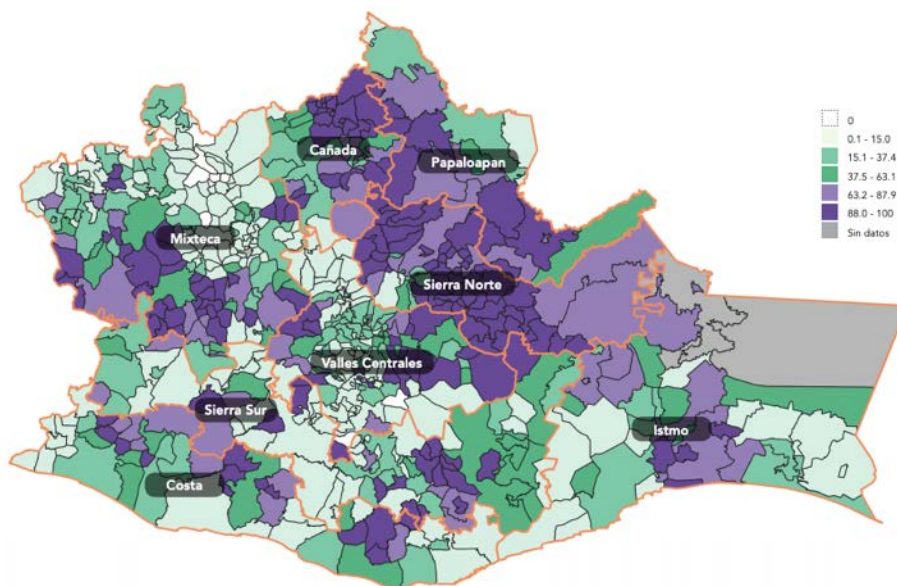 Cañada
Papaloapan
Mixteca
Sierra Norte
Valles Centrales
Sierra Sur
Istmo
Costa
0
0.1 - 15.0
15.1 - 37.4
37.5 - 63.1
63.2 - 87.9
88.0 - 100
Sin datos